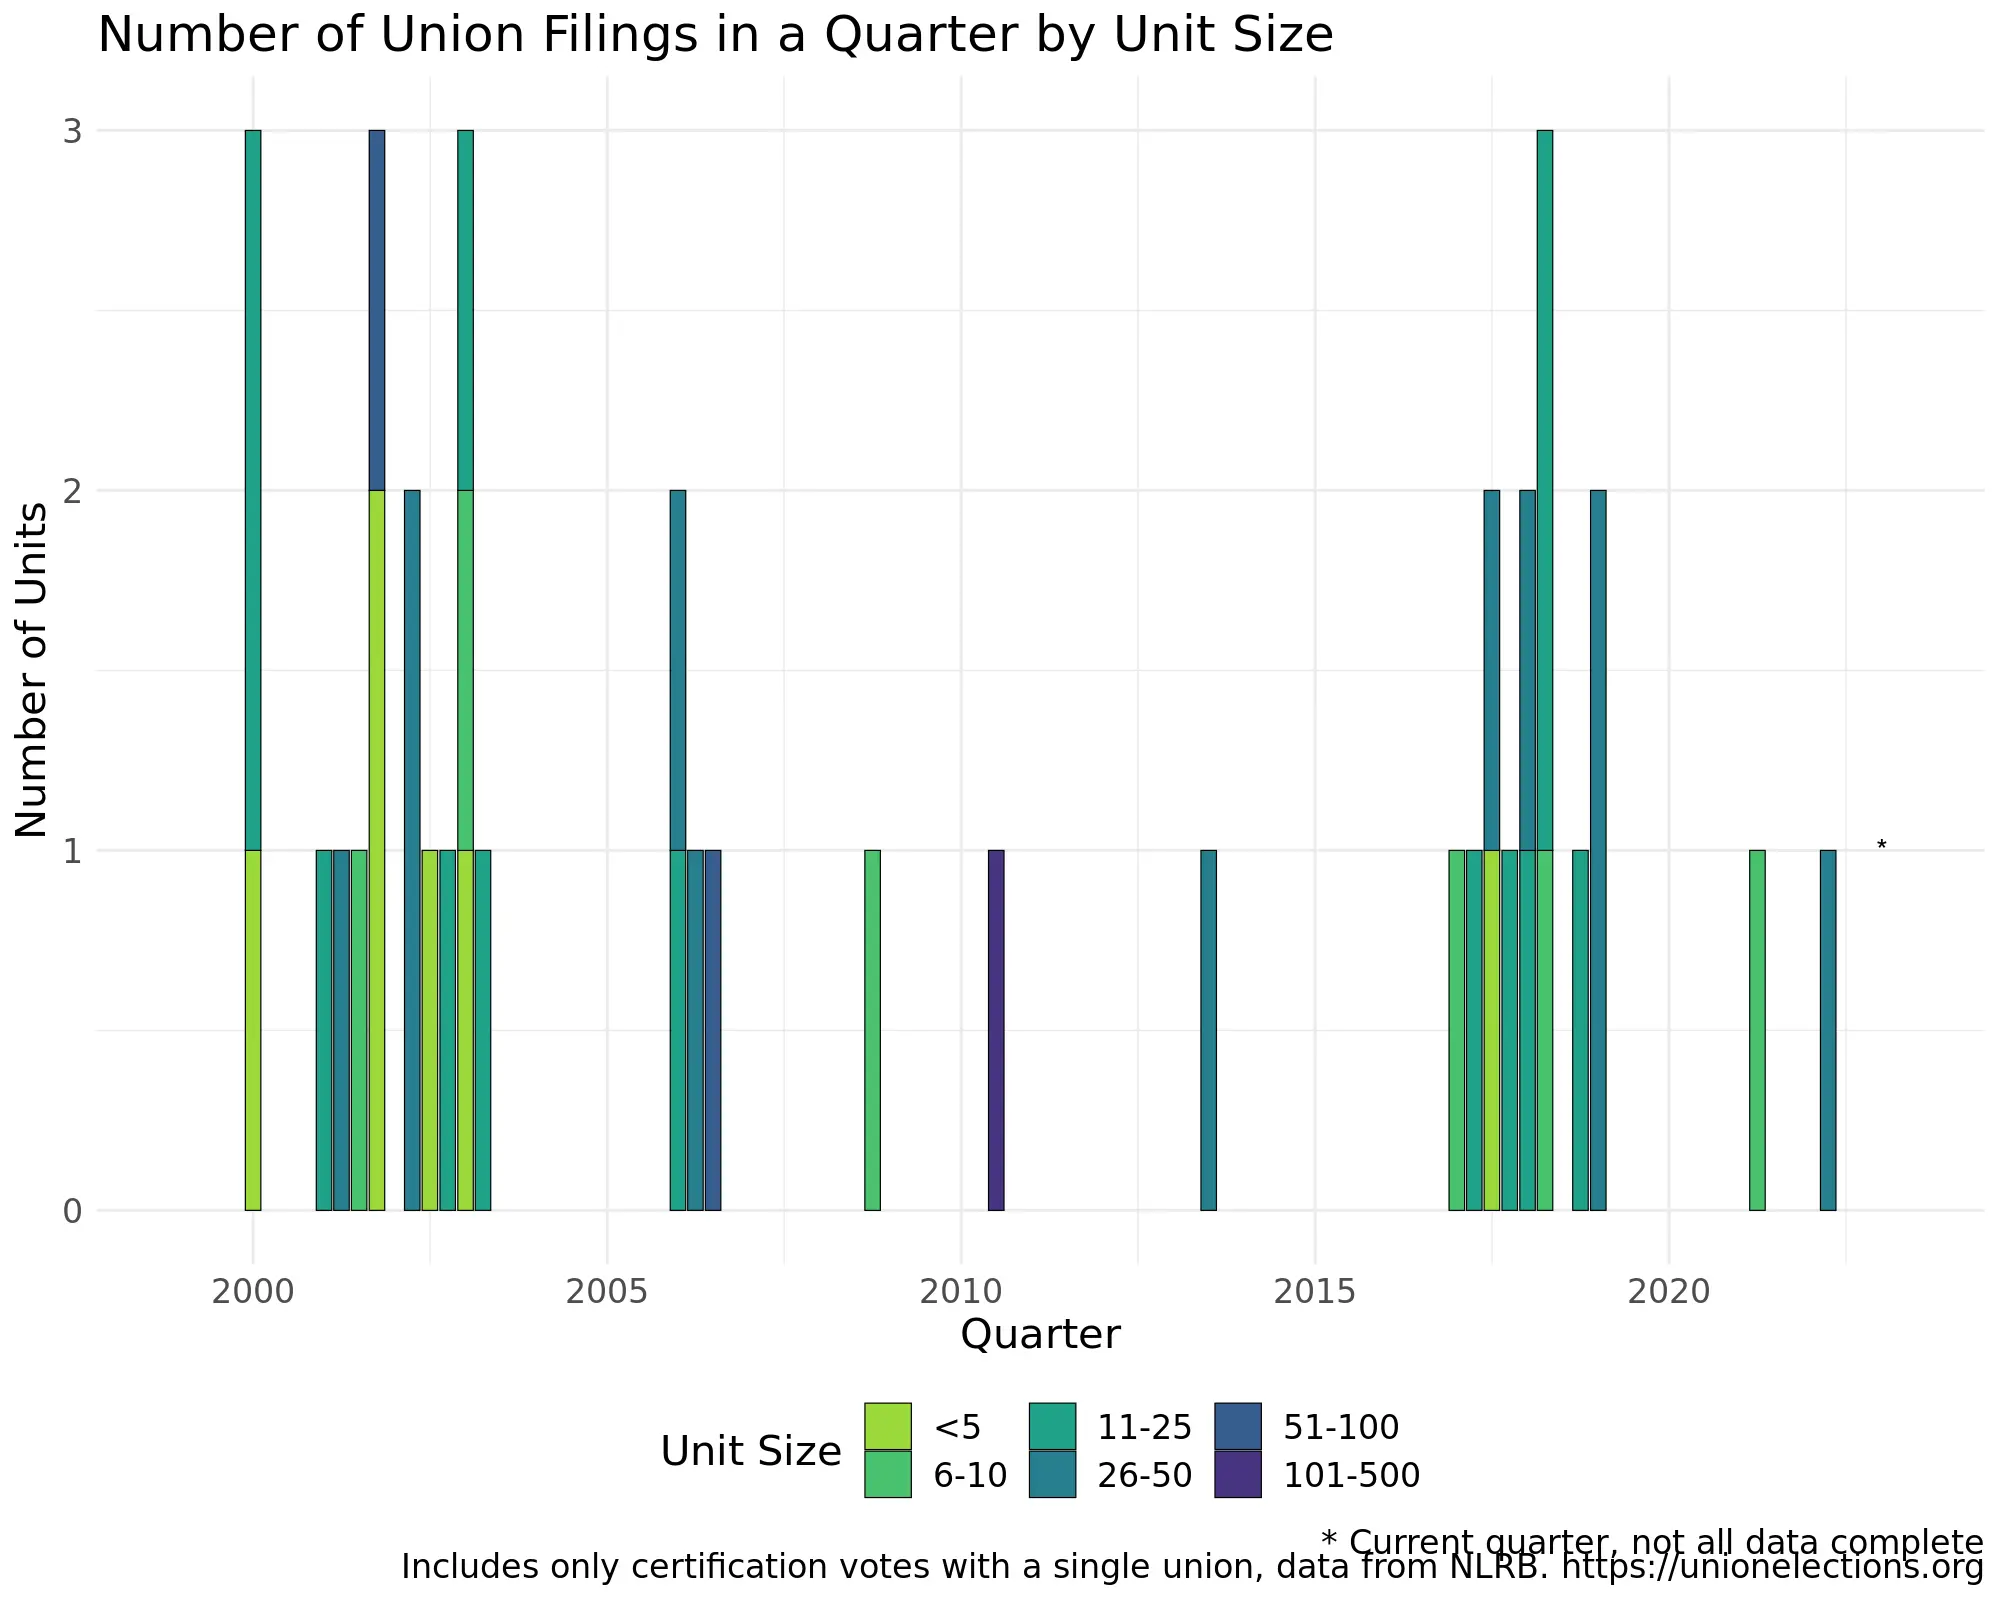 Number of Union Filings in a Quarter by Unit Size
Number of Units
3
2
1
0
*
2000 2005 2010 2015 2020
Quarter
Unit Size
<5 11-25 51-100
6-10 26-50 101-500
* Current quarter, not all data complete
Includes only certification votes with a single union, data from NLRB. https://unionelections.org